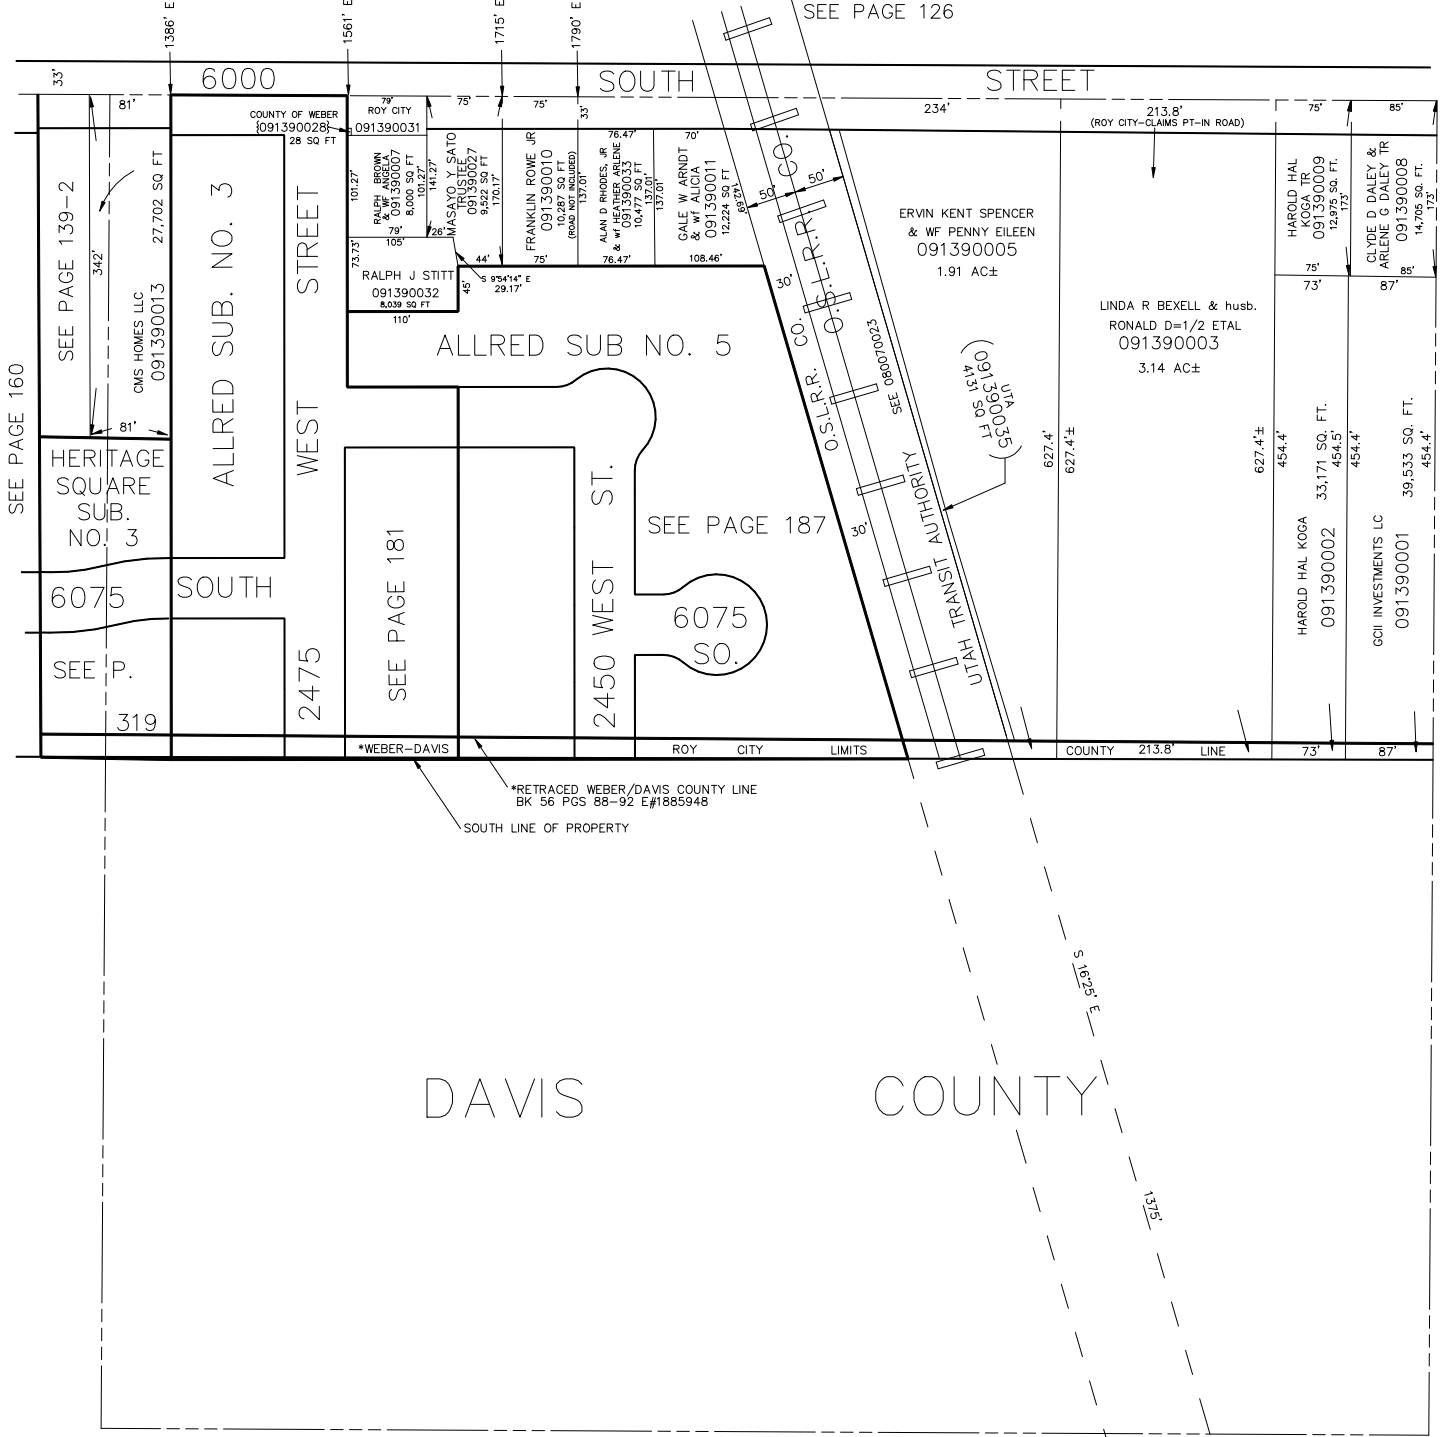 1386' E
1561' E
1715' E
1790' E
SEE PAGE 126
33'
6000
SOUTH
STREET
81'
COUNTY OF WEBER
{091390028}
28 SQ FT
79'
ROY CITY
091390031
75'
75'
33'
234'
213.8'
(ROY CITY-CLAIMS PT-IN ROAD)
75'
85'
SEE PAGE 139-2
342'
CMS HOMES LLC
091390013
27,702 SQ FT
81'
ALLRED SUB. NO. 3
2475
WEST
STREET
101.27'
RALPH BROWN
& WF ANGELA
091390007
8,000 SQ FT
101.27'
79'
141.27'
MASAYO Y SATO
TRUSTEE
091390027
9,522 SQ FT
170.17'
26'
44'
FRANKLIN ROWE JR
091390010
10,287 SQ FT
(ROAD NOT INCLUDED)
137.01'
75'
76.47'
ALAN D RHODES, JR
& wf HEATHER ARLENE
091390033
10,477 SQ FT
137.01'
137.01'
76.47'
70'
GALE W ARNDT
& wf ALICIA
091390011
12,224 SQ FT
142.69'
108.46'
105'
73.73'
RALPH J STITT
091390032
8,039 SQ FT
45'
110'
S 9°54'14" E
29.17'
50'
50'
O.S.L.R.R. CO.
30'
O.S.L.R.R. CO.
SEE 080070023
30'
UTAH TRANSIT AUTHORITY
UTA
(091390035)
4131 SQ FT
ERVIN KENT SPENCER
& WF PENNY EILEEN
091390005
1.91 AC±
627.4'
627.4'±
LINDA R BEXELL & husb.
RONALD D=1/2 ETAL
091390003
3.14 AC±
627.4'±
454.4'
HAROLD HAL
KOGA TR
091390009
12,975 SQ. FT.
173'
75'
73'
CLYDE D DALEY &
ARLENE G DALEY TR
091390008
14,705 SQ. FT.
173'
85'
87'
HAROLD HAL KOGA
091390002
33,171 SQ. FT.
454.5'
454.4'
GCII INVESTMENTS LC
091390001
39,533 SQ. FT.
454.4'
ALLRED SUB NO. 5
SEE PAGE 160
HERITAGE
SQUARE
SUB.
NO. 3
6075
SOUTH
SEE P.
319
SEE PAGE 181
2450 WEST ST.
SEE PAGE 187
6075
SO.
*WEBER-DAVIS
ROY CITY LIMITS
COUNTY 213.8' LINE
73'
87'
*RETRACED WEBER/DAVIS COUNTY LINE
BK 56 PGS 88-92 E#1885948
SOUTH LINE OF PROPERTY
S 16°25' E
1375'
DAVIS COUNTY